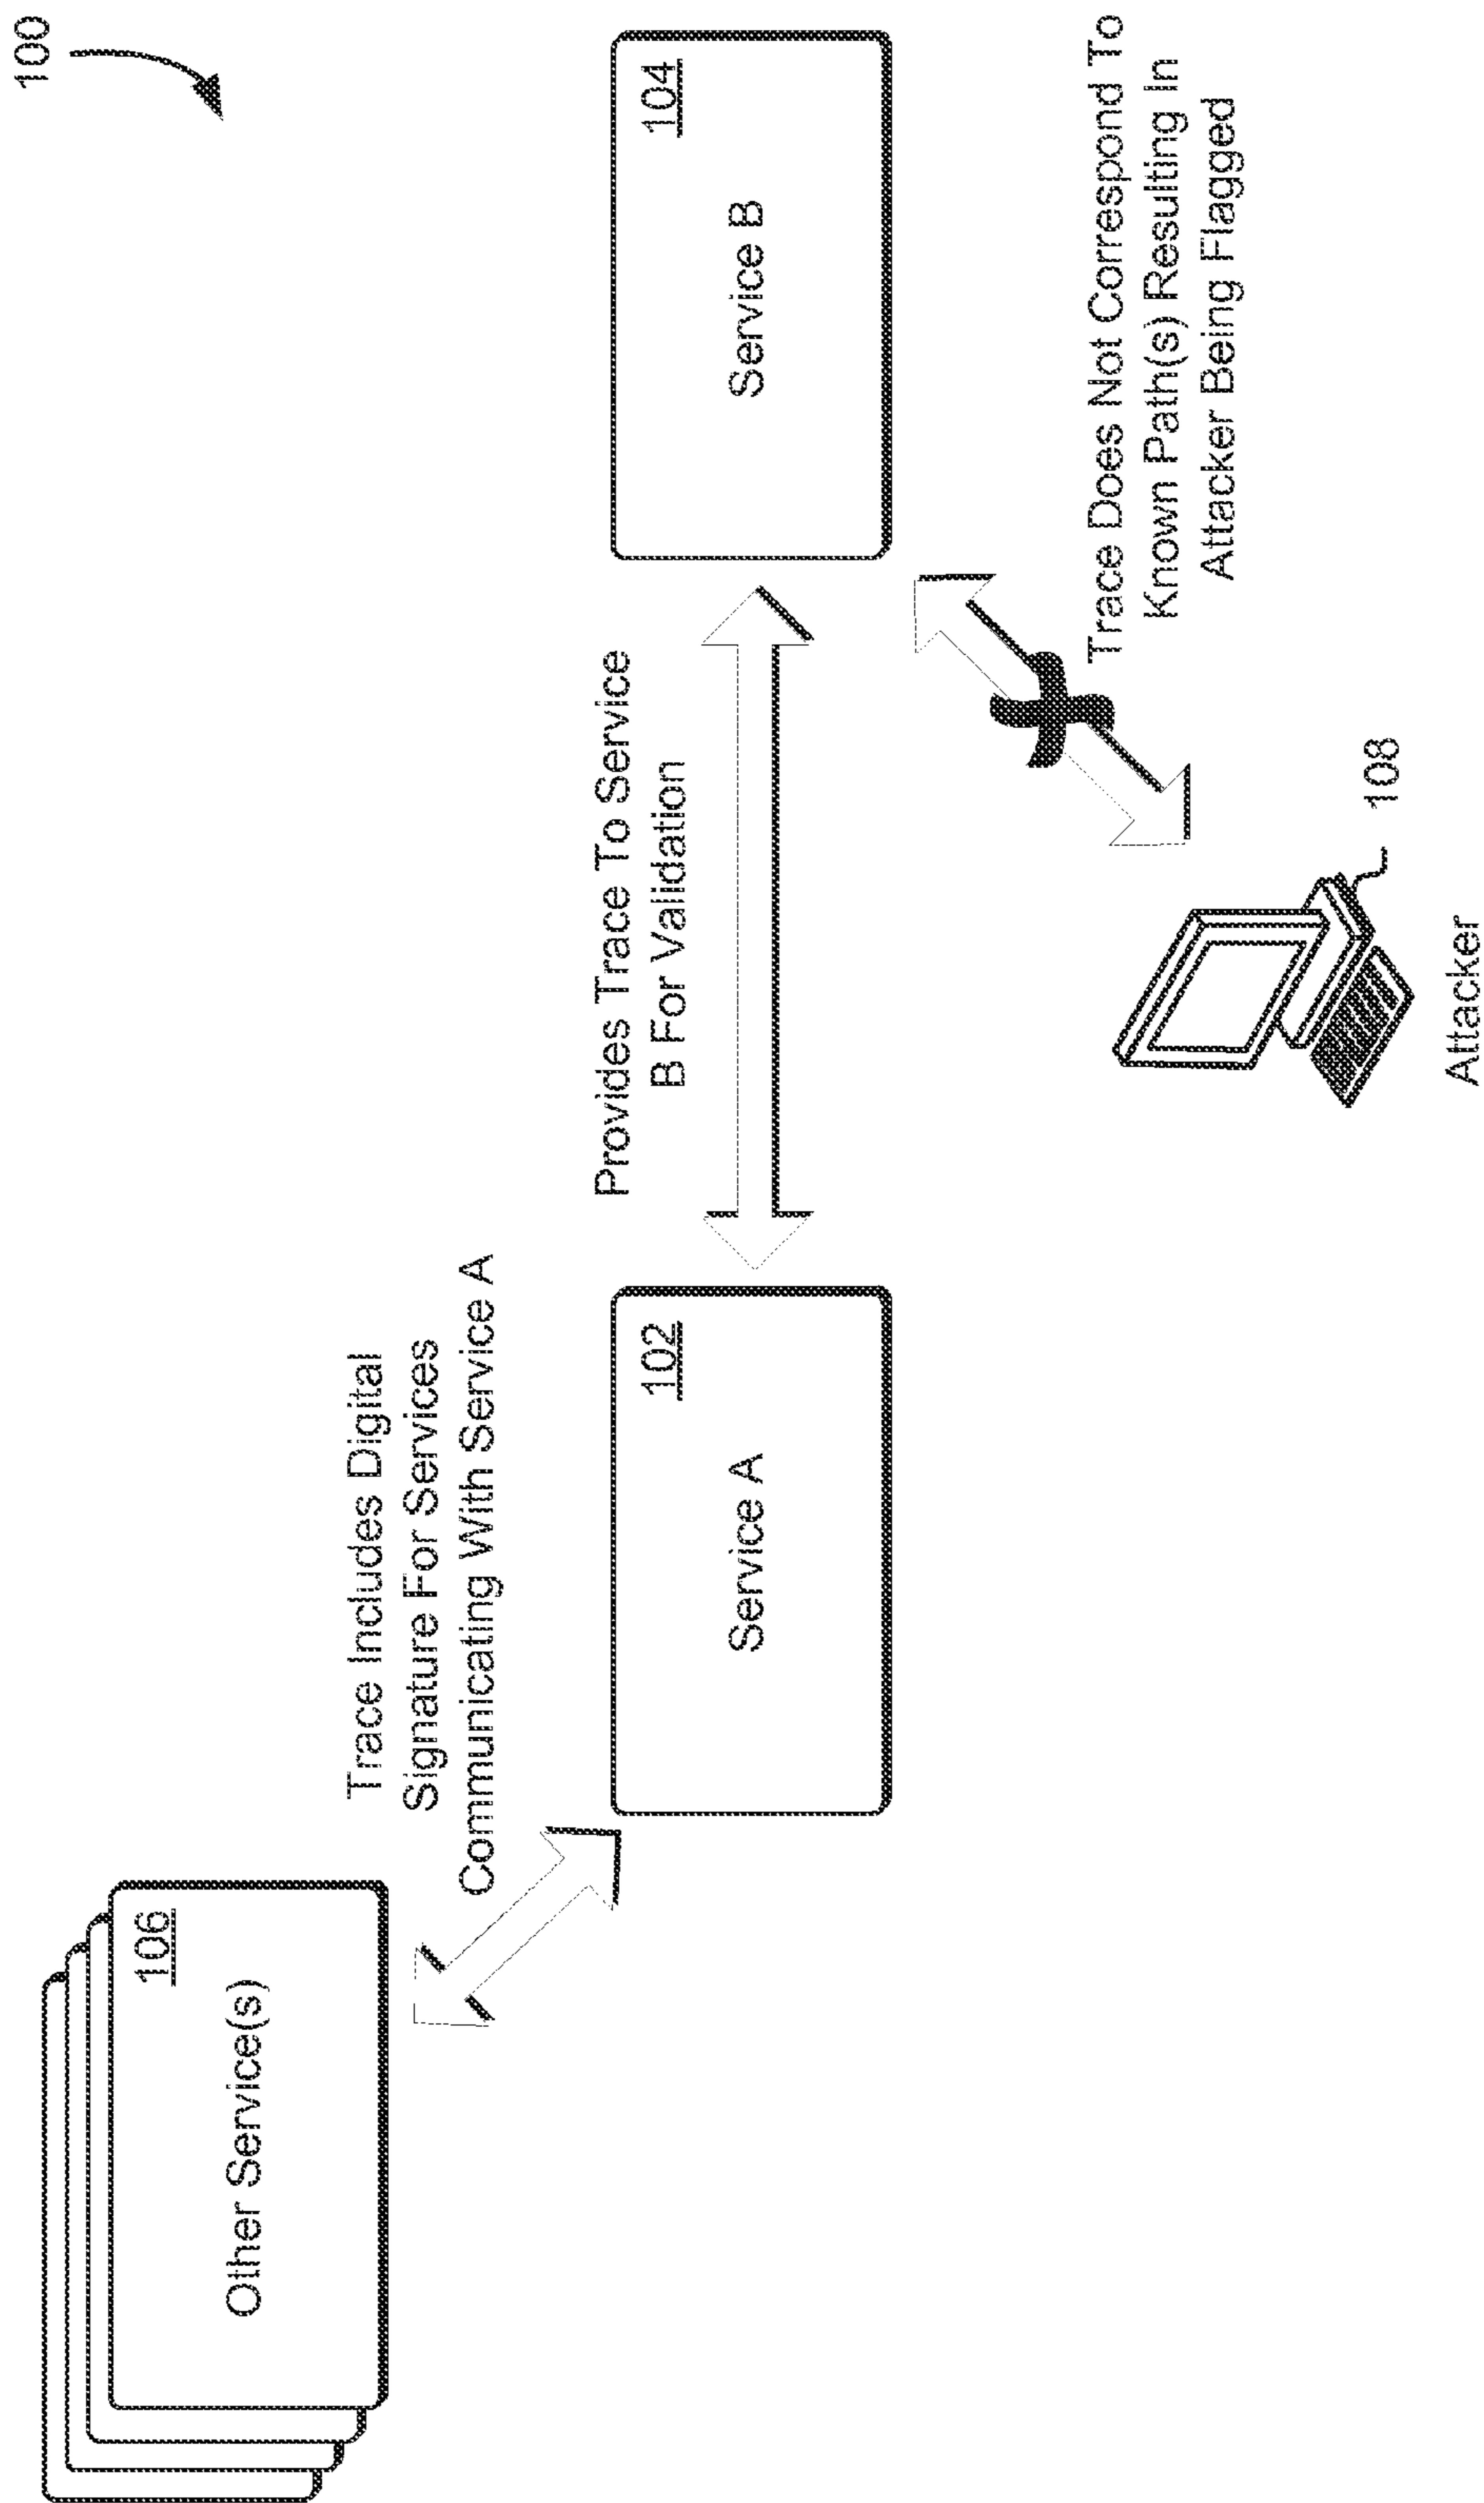 100
106
Other Service(s)
Trace Includes Digital
Signature For Services
Communicating With Service A
102
Service A
Provides Trace To Service
B For Validation
104
Service B
Trace Does Not Correspond To
Known Path(s) Resulting In
Attacker Being Flagged
108
Attacker